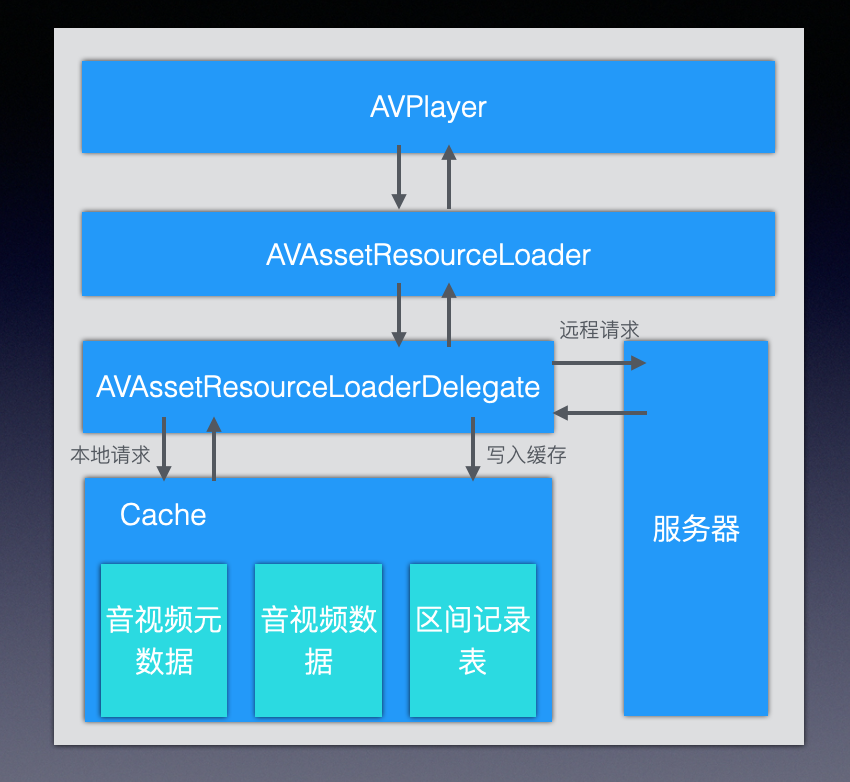 AVPlayer
AVAssetResourceLoader
远程请求
AVAssetResourceLoaderDelegate
本地请求
写入缓存
Cache
服务器
音视频元
数据
音视频数
据
区间记录
表